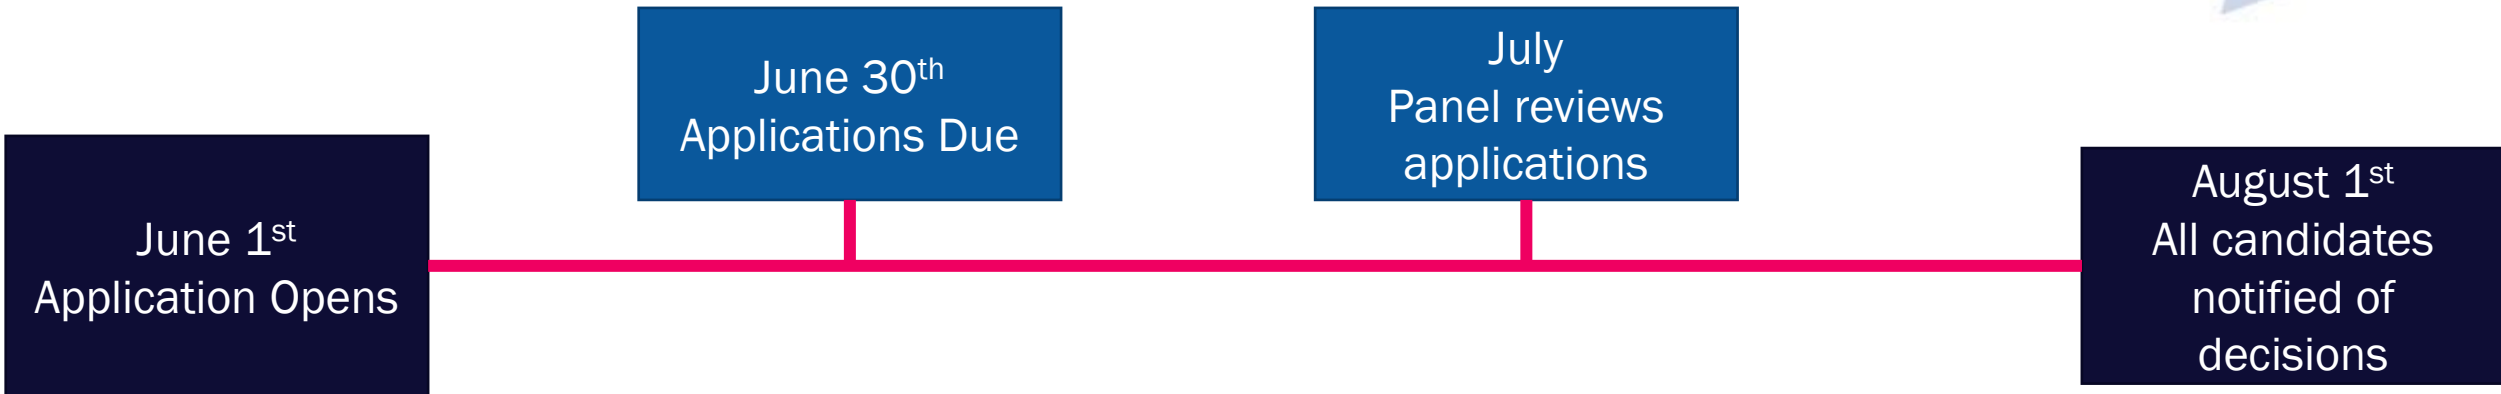 June 1st
Application Opens
June 30th
Applications Due
July
Panel reviews
applications
August 1st
All candidates
notified of
decisions